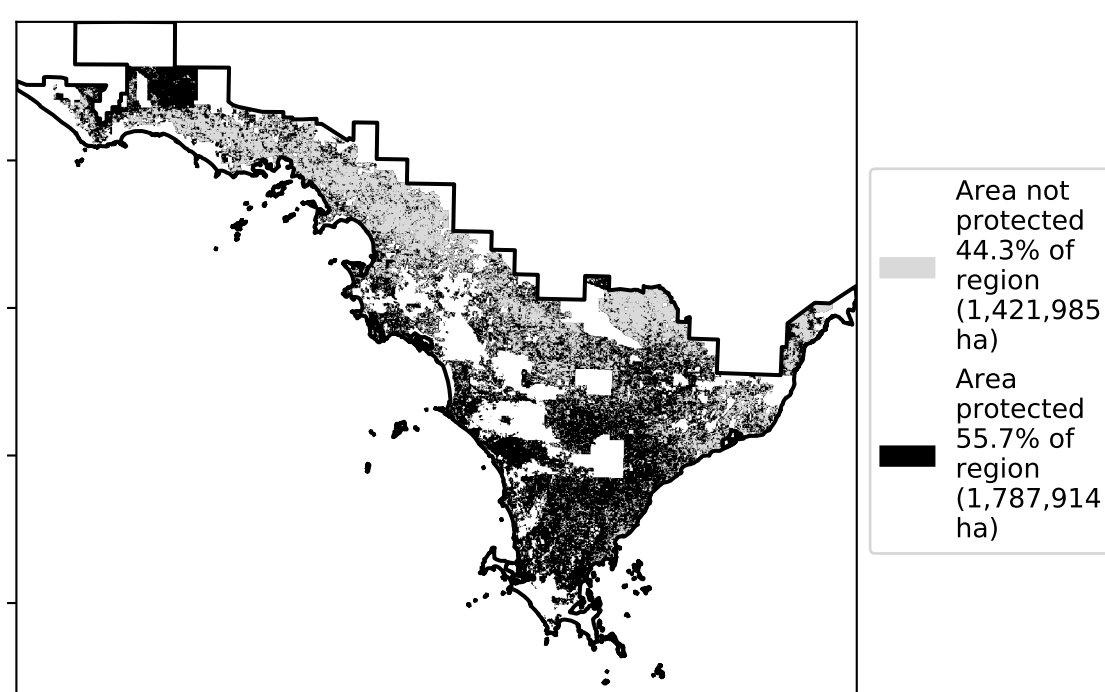 Area not
protected
44.3% of
region
(1,421,985
ha)
Area
protected
55.7% of
region
(1,787,914
ha)